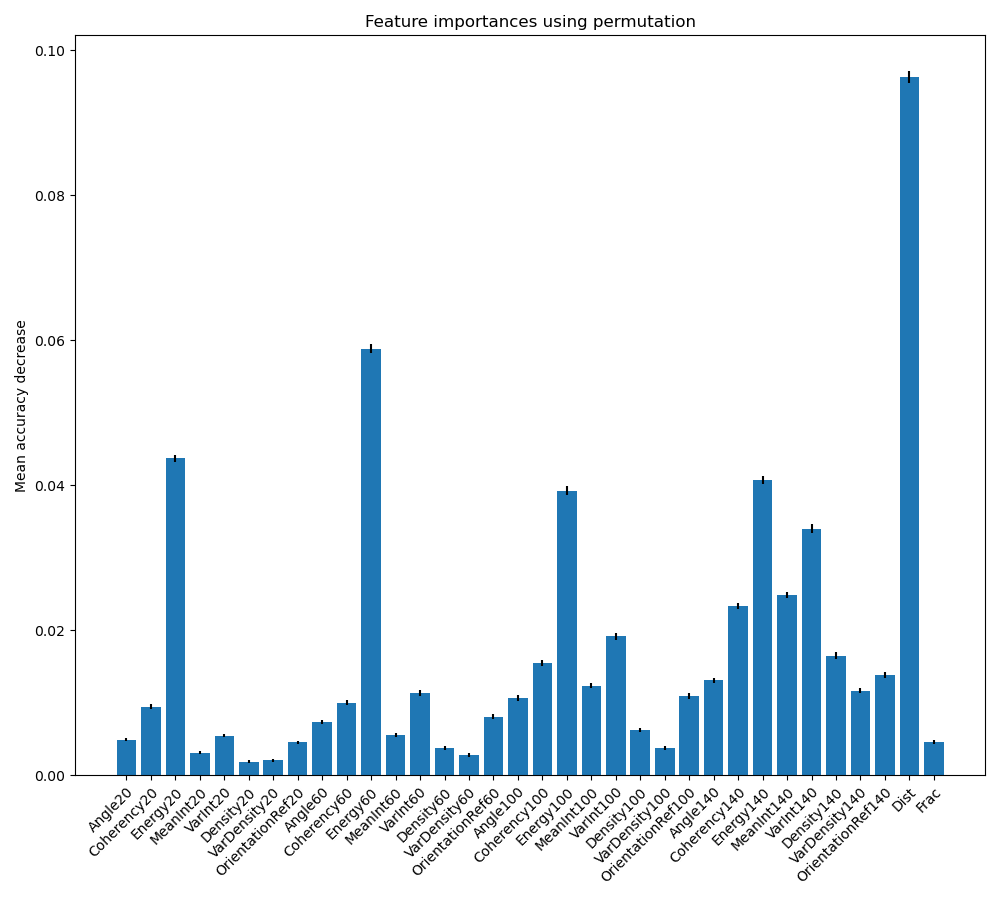 Feature importances using permutation
Mean accuracy decrease
0.10
0.08
0.06
0.04
0.02
0.00
Angle20
Coherency20
Energy20
MeanInt20
VarInt20
Density20
VarDensity20
OrientationRef20
Angle60
Coherency60
Energy60
MeanInt60
VarInt60
Density60
VarDensity60
OrientationRef60
Angle100
Coherency100
Energy100
MeanInt100
VarInt100
Density100
VarDensity100
OrientationRef100
Angle140
Coherency140
Energy140
MeanInt140
VarInt140
Density140
VarDensity140
OrientationRef140
Dist
Frac